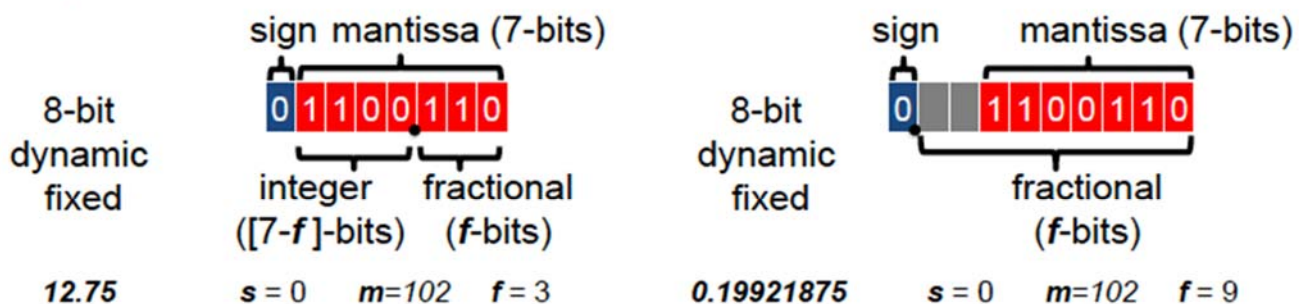 sign mantissa (7-bits)
8-bit dynamic fixed
0 1 1 0 0 1 1 0
integer ([7-f]-bits)
fractional (f-bits)
12.75 s = 0 m=102 f = 3
sign mantissa (7-bits)
8-bit dynamic fixed
0 1 1 0 0 1 1 0
fractional (f-bits)
0.19921875 s = 0 m=102 f = 9